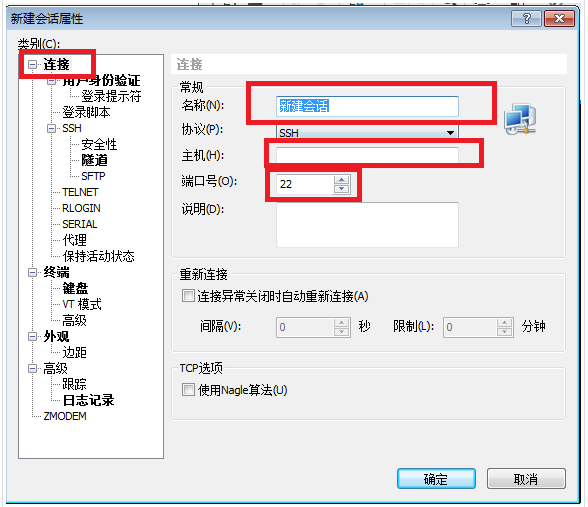 新建会话属性
类别(C):
连接
用户身份验证
登录提示符
登录脚本
SSH
安全性
隧道
SFTP
TELNET
RLOGIN
SERIAL
代理
保持活动状态
终端
键盘
VT 模式
高级
外观
边距
高级
跟踪
日志记录
ZMODEM
连接
常规
名称(N):
新建会话
协议(P):
SSH
主机(H):
端口号(O):
22
说明(D):
重新连接
连接异常关闭时自动重新连接(A)
间隔(V): 0 秒 限制(L): 0 分钟
TCP选项
使用Nagle算法(U)
确定 取消